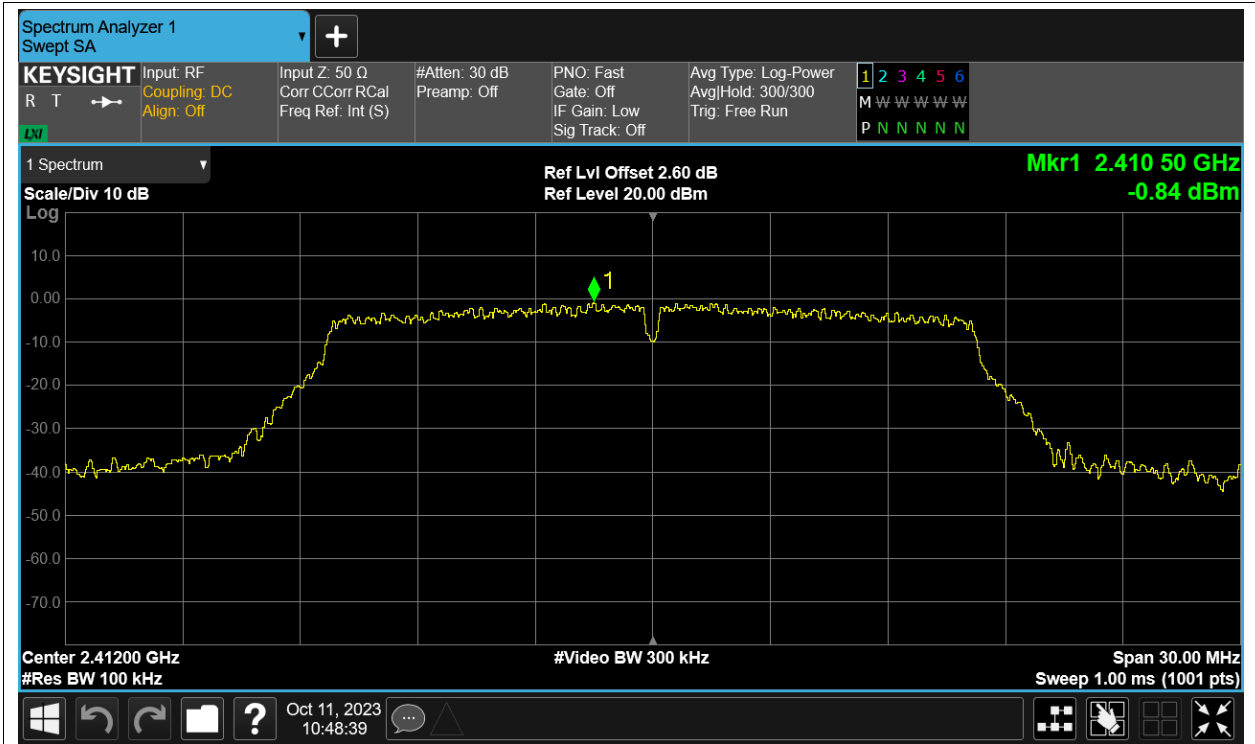 Spectrum Analyzer 1
Swept SA
+
KEYSIGHT
R T
LXI
Input: RF
Coupling: DC
Align: Off
Input Z: 50 Ω
Corr CCorr RCal
Freq Ref: Int (S)
#Atten: 30 dB
Preamp: Off
PNO: Fast
Gate: Off
IF Gain: Low
Sig Track: Off
Avg Type: Log-Power
Avg|Hold: 300/300
Trig: Free Run
1 2 3 4 5 6
M W W W W W
P N N N N N
1 Spectrum
Scale/Div 10 dB
Ref Lvl Offset 2.60 dB
Ref Level 20.00 dBm
Mkr1 2.410 50 GHz
-0.84 dBm
Log
1
10.0
0.00
-10.0
-20.0
-30.0
-40.0
-50.0
-60.0
-70.0
Center 2.41200 GHz
#Video BW 300 kHz
Span 30.00 MHz
#Res BW 100 kHz
Sweep 1.00 ms (1001 pts)
?
Oct 11, 2023
10:48:39